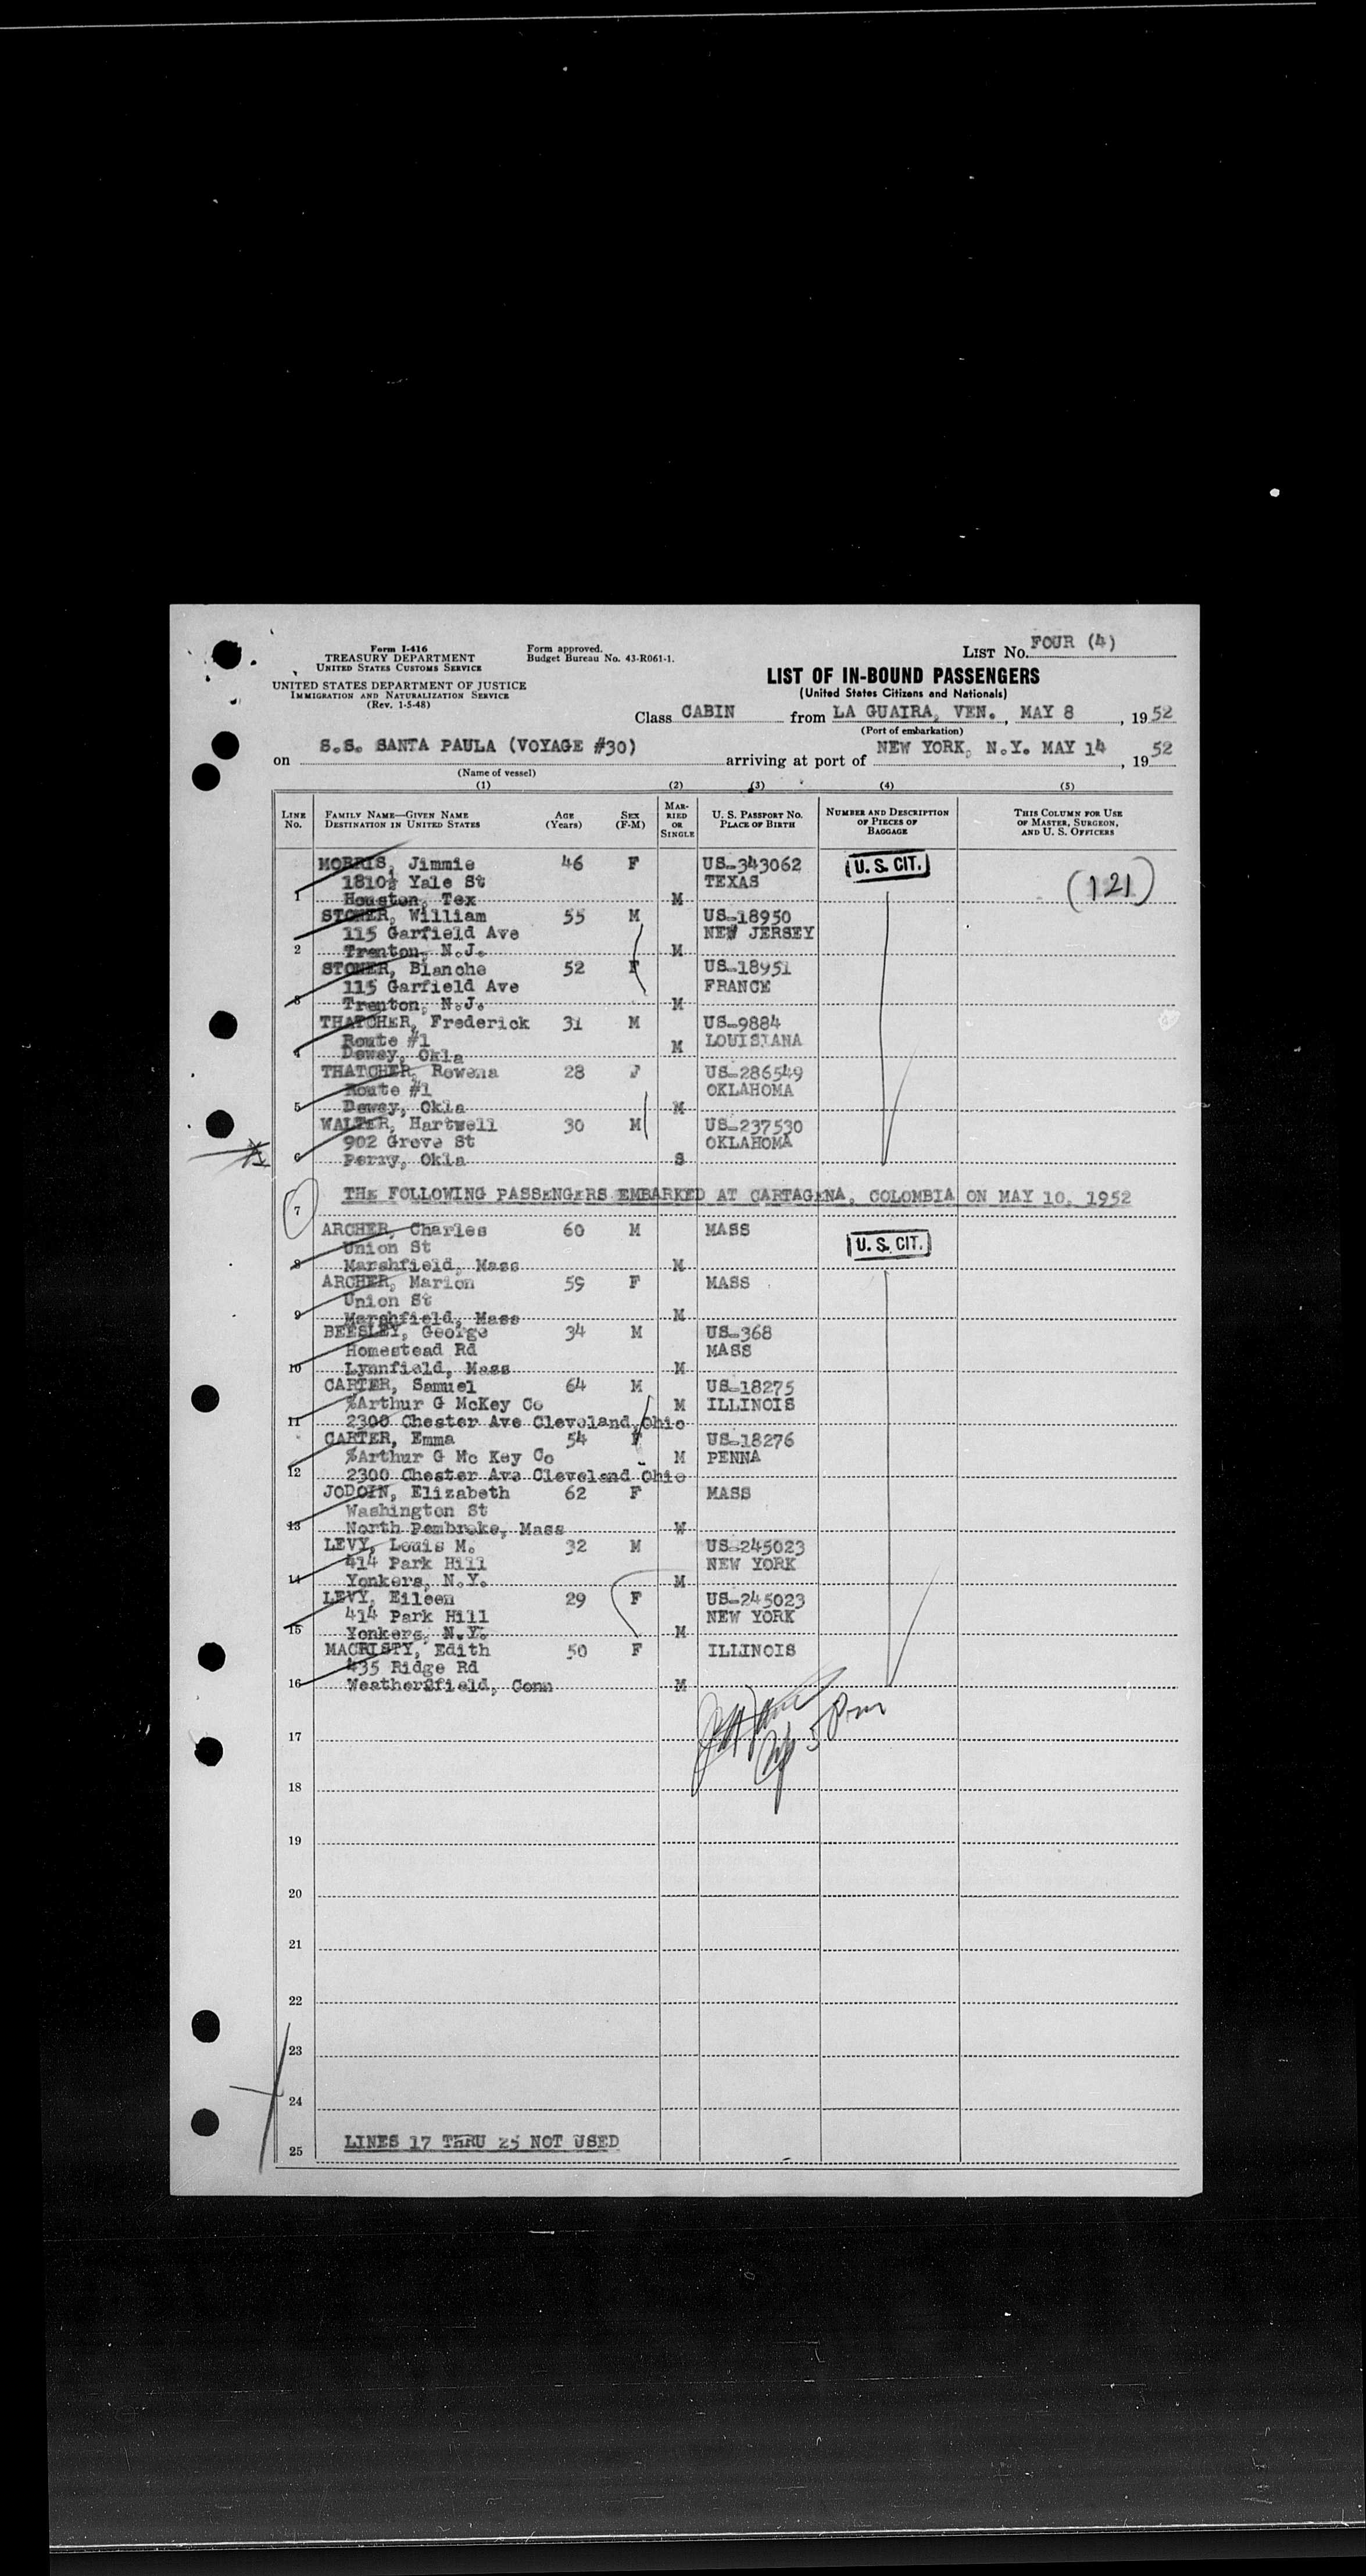 Form I-416
TREASURY DEPARTMENT
UNITED STATES CUSTOMS SERVICE
UNITED STATES DEPARTMENT OF JUSTICE
IMMIGRATION AND NATURALIZATION SERVICE
(Rev. 1-5-48)
Form approved.
Budget Bureau No. 43-R061-1.
LIST No. FOUR (4)
LIST OF IN-BOUND PASSENGERS
(United States Citizens and Nationals)
Class CABIN from LA GUAIRA, VEN., MAY 8, 1952
(Port of embarkation)
on S.S. SANTA PAULA (VOYAGE #30) arriving at port of NEW YORK, N.Y. MAY 14, 1952
(Name of vessel)
(1) (2) (3) (4) (5)
LINE No. FAMILY NAME—GIVEN NAME DESTINATION IN UNITED STATES AGE (Years) SEX (F-M) MARRIED OR SINGLE U. S. PASSPORT NO. PLACE OF BIRTH NUMBER AND DESCRIPTION OF PIECES OF BAGGAGE THIS COLUMN FOR USE OF MASTER, SURGEON, AND U. S. OFFICERS
MORRIS, Jimmie 46 F US-343062 U. S. CIT.
1810½ Yale St TEXAS (121)
1 Houston, Tex M
STONER, William 55 M US-18950
115 Garfield Ave NEW JERSEY
2 Trenton, N.J. M
STONER, Blanche 52 F US-18951
115 Garfield Ave FRANCE
3 Trenton, N.J. M
THATCHER, Frederick 31 M US-9884
Route #1 M LOUISIANA
4 Dewey, Okla
THATCHER, Rowena 28 F US-286549
Route #1 OKLAHOMA
5 Dewey, Okla M
WALTER, Hartwell 30 M US-237530
902 Grove St OKLAHOMA
6 Perry, Okla S
7 THE FOLLOWING PASSENGERS EMBARKED AT CARTAGENA, COLOMBIA ON MAY 10, 1952
ARCHER, Charles 60 M MASS U. S. CIT.
Union St
8 Marshfield, Mass M
ARCHER, Marion 59 F MASS
Union St
9 Marshfield, Mass M
BEESLEY, George 34 M US-368
Homestead Rd MASS
10 Lynnfield, Mass M
CARTER, Samuel 64 M US-18275
%Arthur G McKey Co M ILLINOIS
11 2300 Chester Ave Cleveland, Ohio
CARTER, Emma 54 F US-18276
%Arthur G Mc Key Co M PENNA
12 2300 Chester Ave Cleveland Ohio
JODOIN, Elizabeth 62 F MASS
Washington St
13 North Pembroke, Mass W
LEVY, Louis M. 32 M US-245023
414 Park Hill NEW YORK
14 Yonkers, N.Y. M
LEVY, Eileen 29 F US-245023
414 Park Hill NEW YORK
15 Yonkers, N.Y. M
MACRISTY, Edith 50 F ILLINOIS
435 Ridge Rd
16 Weathersfield, Conn M
17
18
19
20
21
22
23
24
25 LINES 17 THRU 25 NOT USED